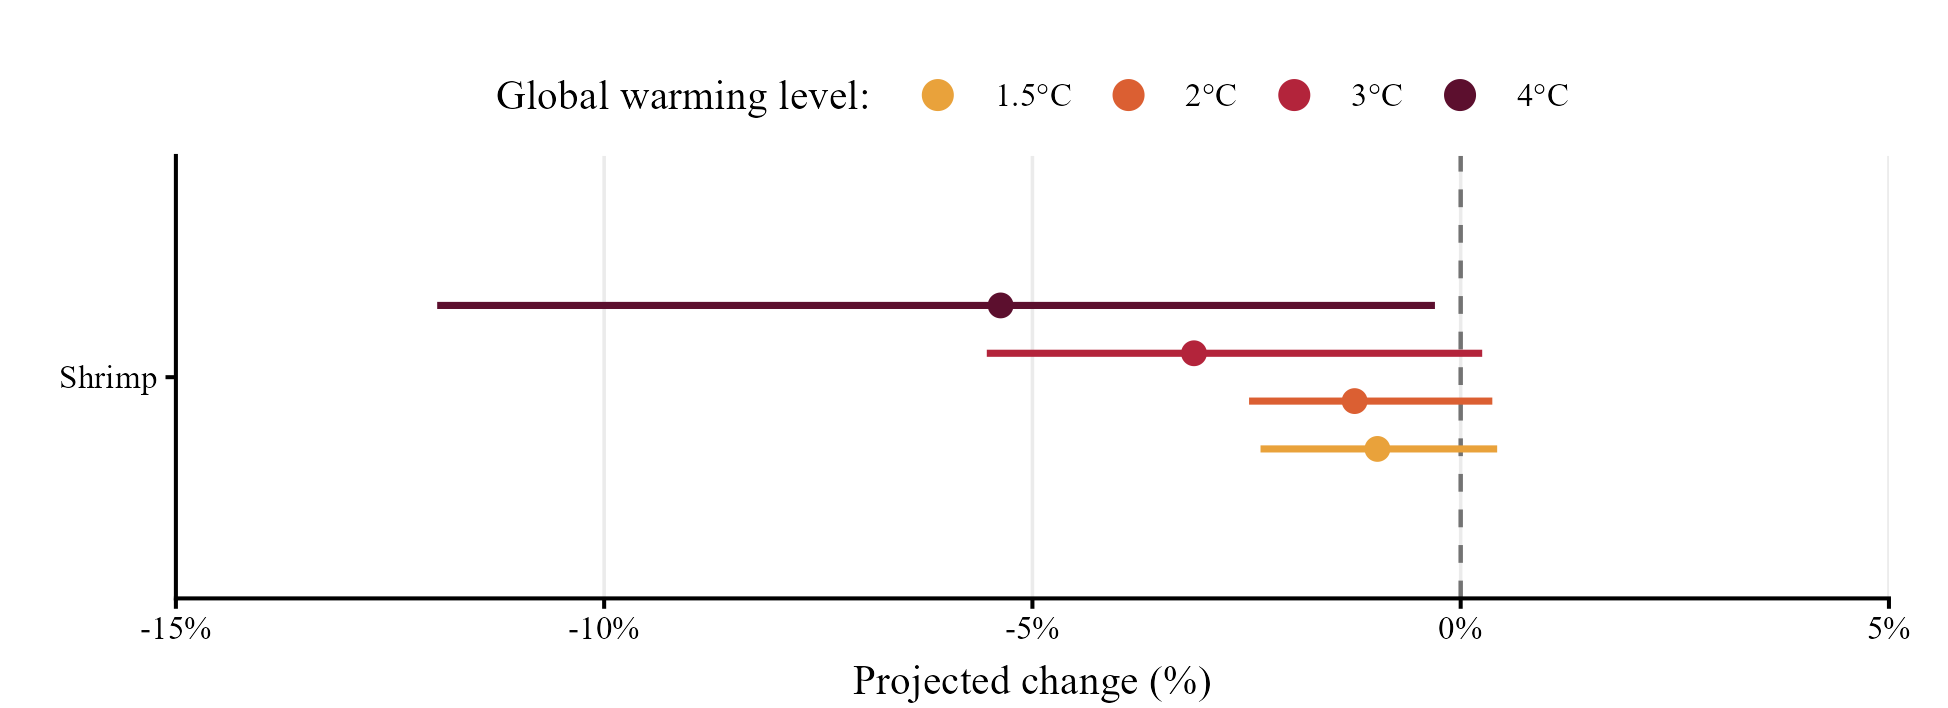 Global warming level: 1.5°C 2°C 3°C 4°C
Shrimp
-15% -10% -5% 0% 5%
Projected change (%)